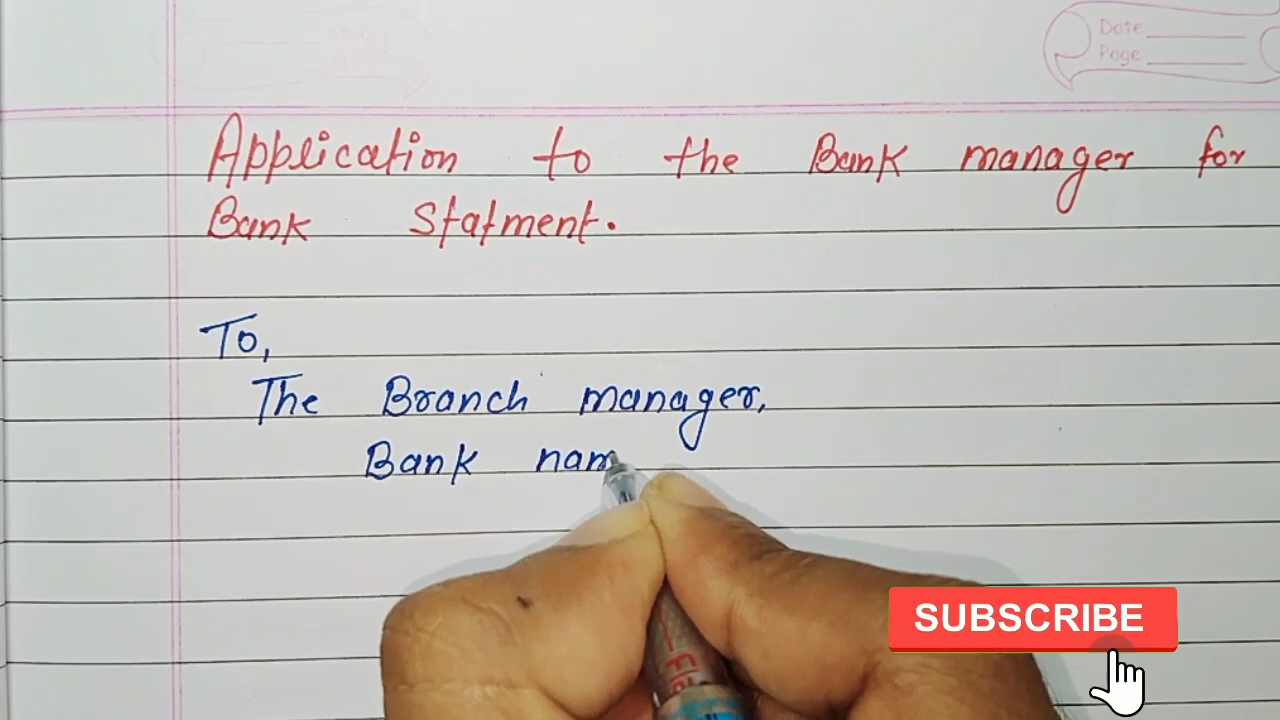 Date
Page
Application to the Bank manager for
Bank Statment.
To,
The Branch manager,
Bank nam
SUBSCRIBE